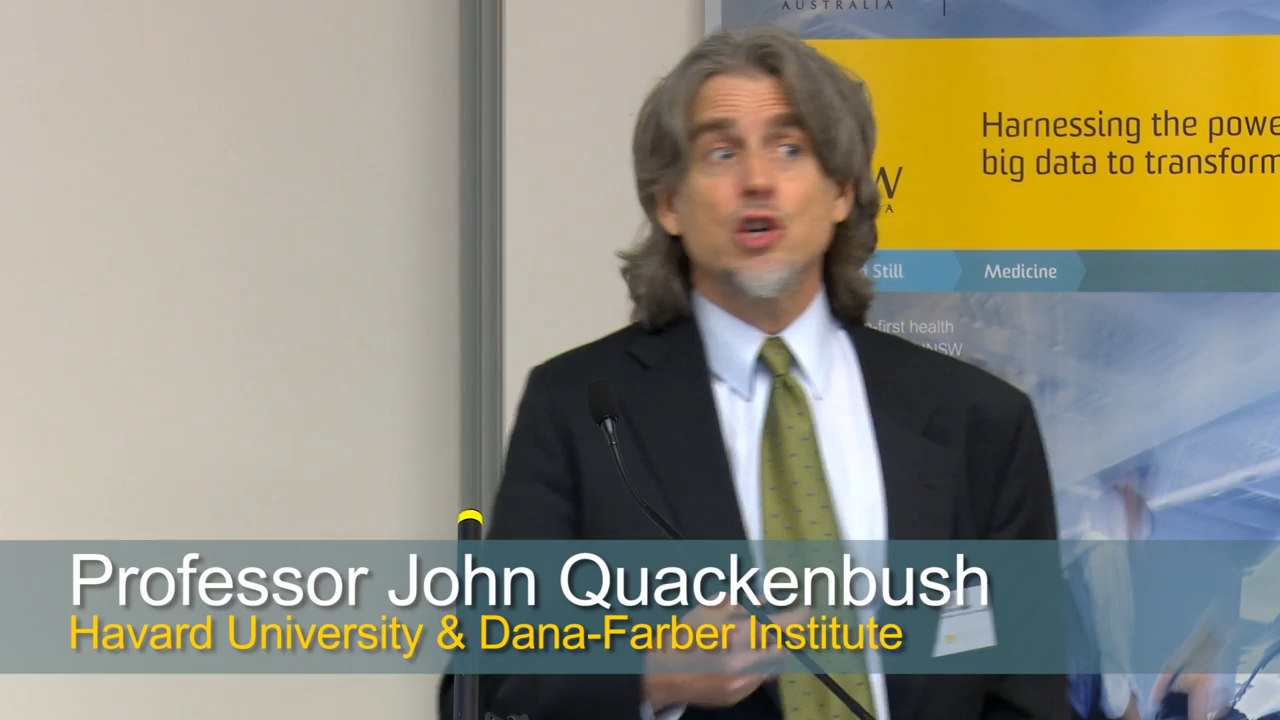 AUSTRALIA
Harnessing the powe
big data to transform
W
A
Still
Medicine
-first health
UNSW
Professor John Quackenbush
Havard University & Dana-Farber Institute